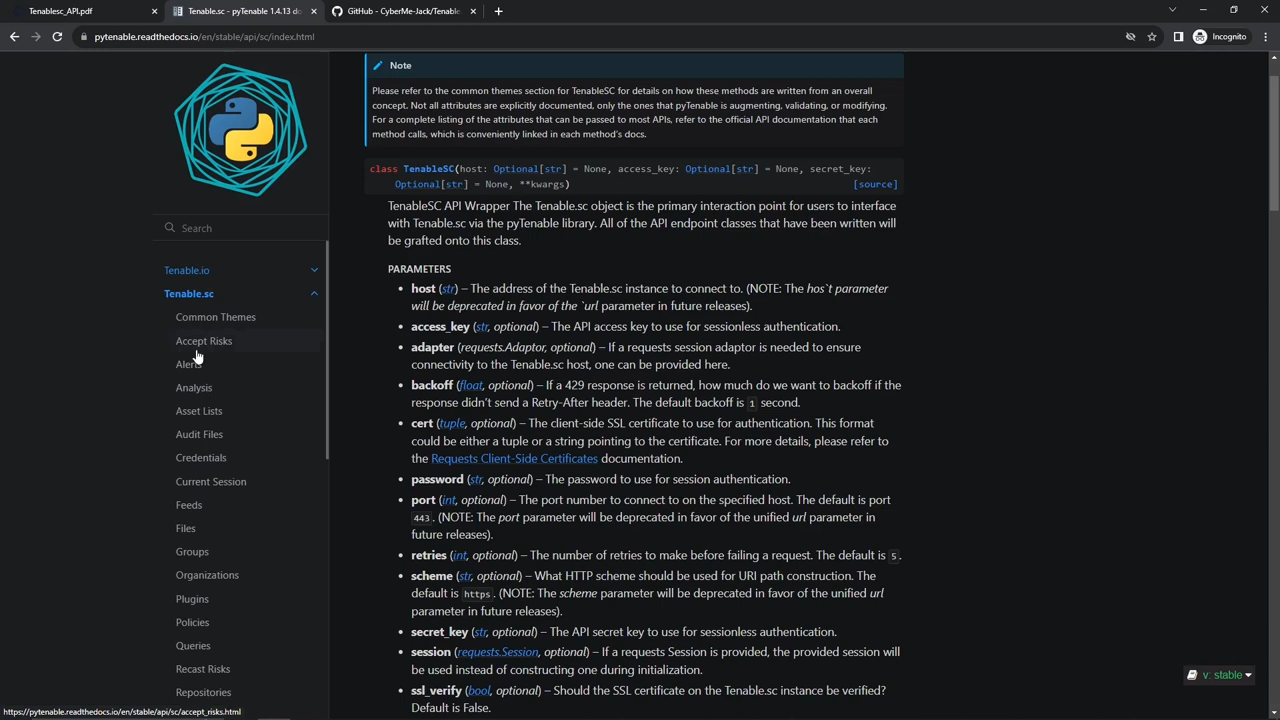 Tenablesc_API.pdf
Tenable.sc - pyTenable 1.4.13 do
GitHub - CyberMe-Jack/Tenable
pytenable.readthedocs.io/en/stable/api/sc/index.html
Incognito
Search
Tenable.io
Tenable.sc
Common Themes
Accept Risks
Alerts
Analysis
Asset Lists
Audit Files
Credentials
Current Session
Feeds
Files
Groups
Organizations
Plugins
Policies
Queries
Recast Risks
Repositories
Note
Please refer to the common themes section for TenableSC for details on how these methods are written from an overall
concept. Not all attributes are explicitly documented, only the ones that pyTenable is augmenting, validating, or modifying.
For a complete listing of the attributes that can be passed to most APIs, refer to the official API documentation that each
method calls, which is conveniently linked in each method's docs.
class TenableSC(host: Optional[str] = None, access_key: Optional[str] = None, secret_key:
Optional[str] = None, **kwargs) [source]
TenableSC API Wrapper The Tenable.sc object is the primary interaction point for users to interface
with Tenable.sc via the pyTenable library. All of the API endpoint classes that have been written will
be grafted onto this class.
PARAMETERS
• host (str) – The address of the Tenable.sc instance to connect to. (NOTE: The hos`t parameter
will be deprecated in favor of the `url parameter in future releases).
• access_key (str, optional) – The API access key to use for sessionless authentication.
• adapter (requests.Adaptor, optional) – If a requests session adaptor is needed to ensure
connectivity to the Tenable.sc host, one can be provided here.
• backoff (float, optional) – If a 429 response is returned, how much do we want to backoff if the
response didn't send a Retry-After header. The default backoff is 1 second.
• cert (tuple, optional) – The client-side SSL certificate to use for authentication. This format
could be either a tuple or a string pointing to the certificate. For more details, please refer to
the Requests Client-Side Certificates documentation.
• password (str, optional) – The password to use for session authentication.
• port (int, optional) – The port number to connect to on the specified host. The default is port
443. (NOTE: The port parameter will be deprecated in favor of the unified url parameter in
future releases).
• retries (int, optional) – The number of retries to make before failing a request. The default is 5.
• scheme (str, optional) – What HTTP scheme should be used for URI path construction. The
default is https. (NOTE: The scheme parameter will be deprecated in favor of the unified url
parameter in future releases).
• secret_key (str, optional) – The API secret key to use for sessionless authentication.
• session (requests.Session, optional) – If a requests Session is provided, the provided session will
be used instead of constructing one during initialization.
• ssl_verify (bool, optional) – Should the SSL certificate on the Tenable.sc instance be verified?
Default is False.
v: stable
https://pytenable.readthedocs.io/en/stable/api/sc/accept_risks.html